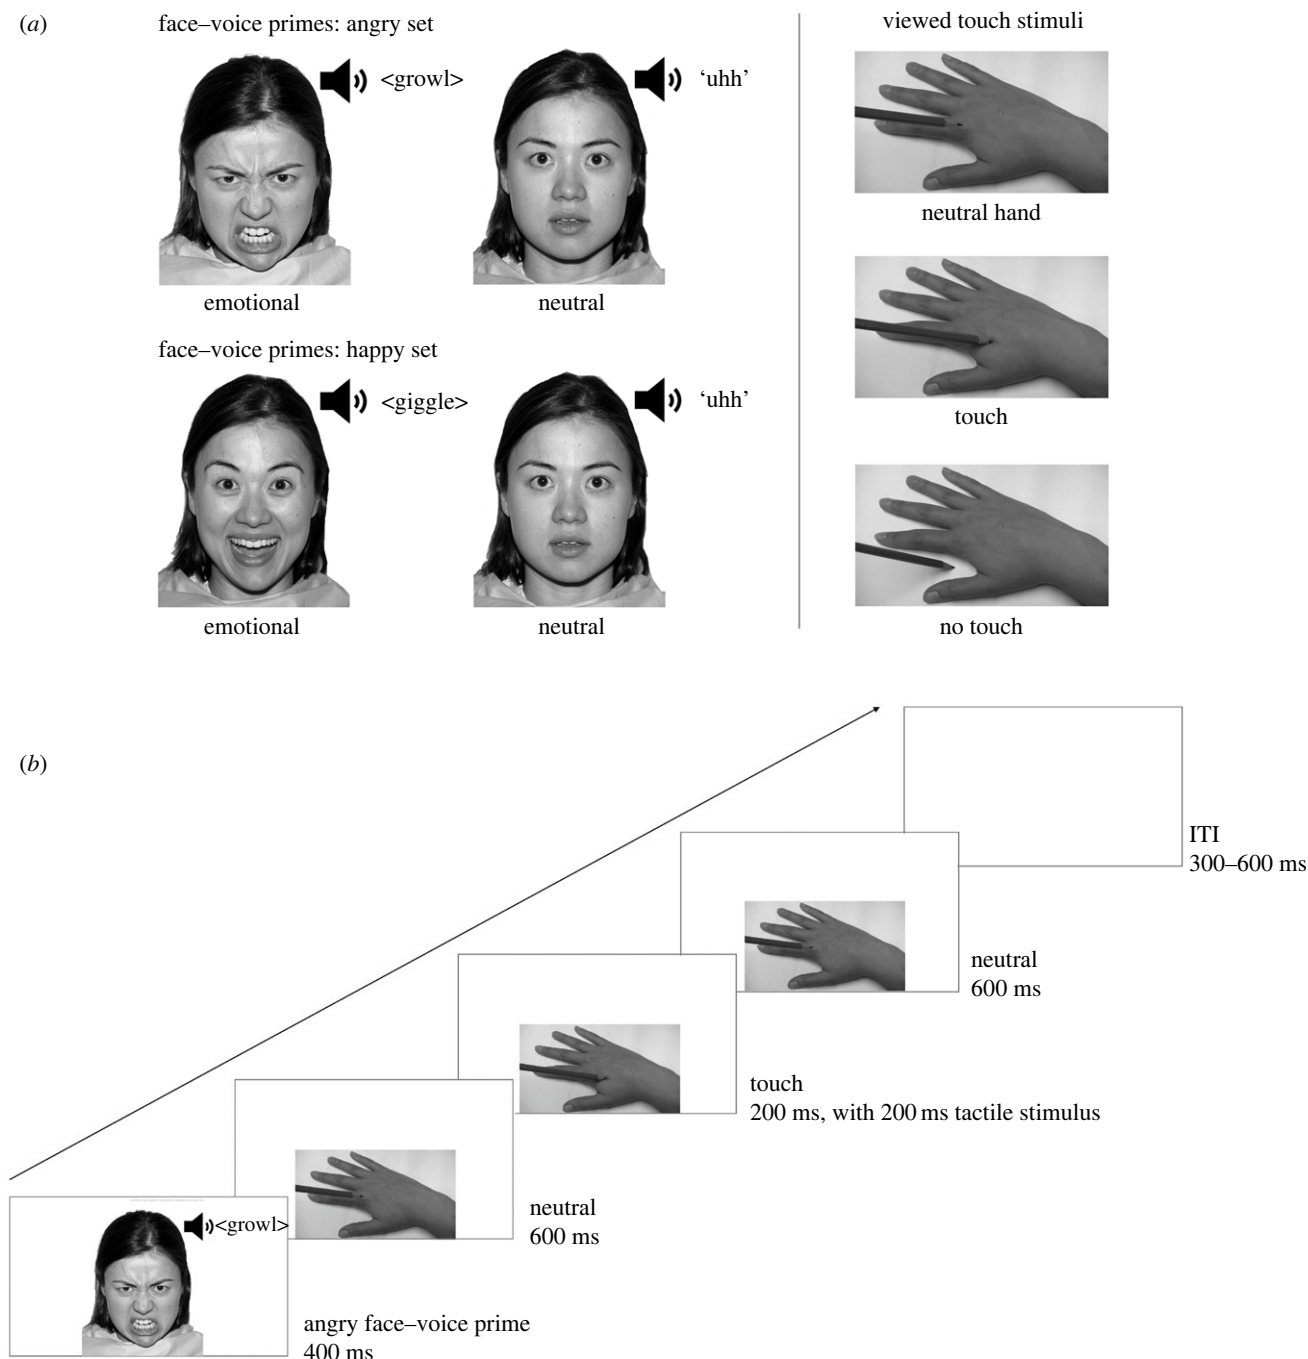 (a)
face–voice primes: angry set
viewed touch stimuli
<growl>
‘uhh’
emotional
neutral
neutral hand
face–voice primes: happy set
<giggle>
‘uhh’
touch
emotional
neutral
no touch
(b)
ITI
300–600 ms
neutral
600 ms
touch
200 ms, with 200 ms tactile stimulus
neutral
600 ms
<growl>
angry face–voice prime
400 ms